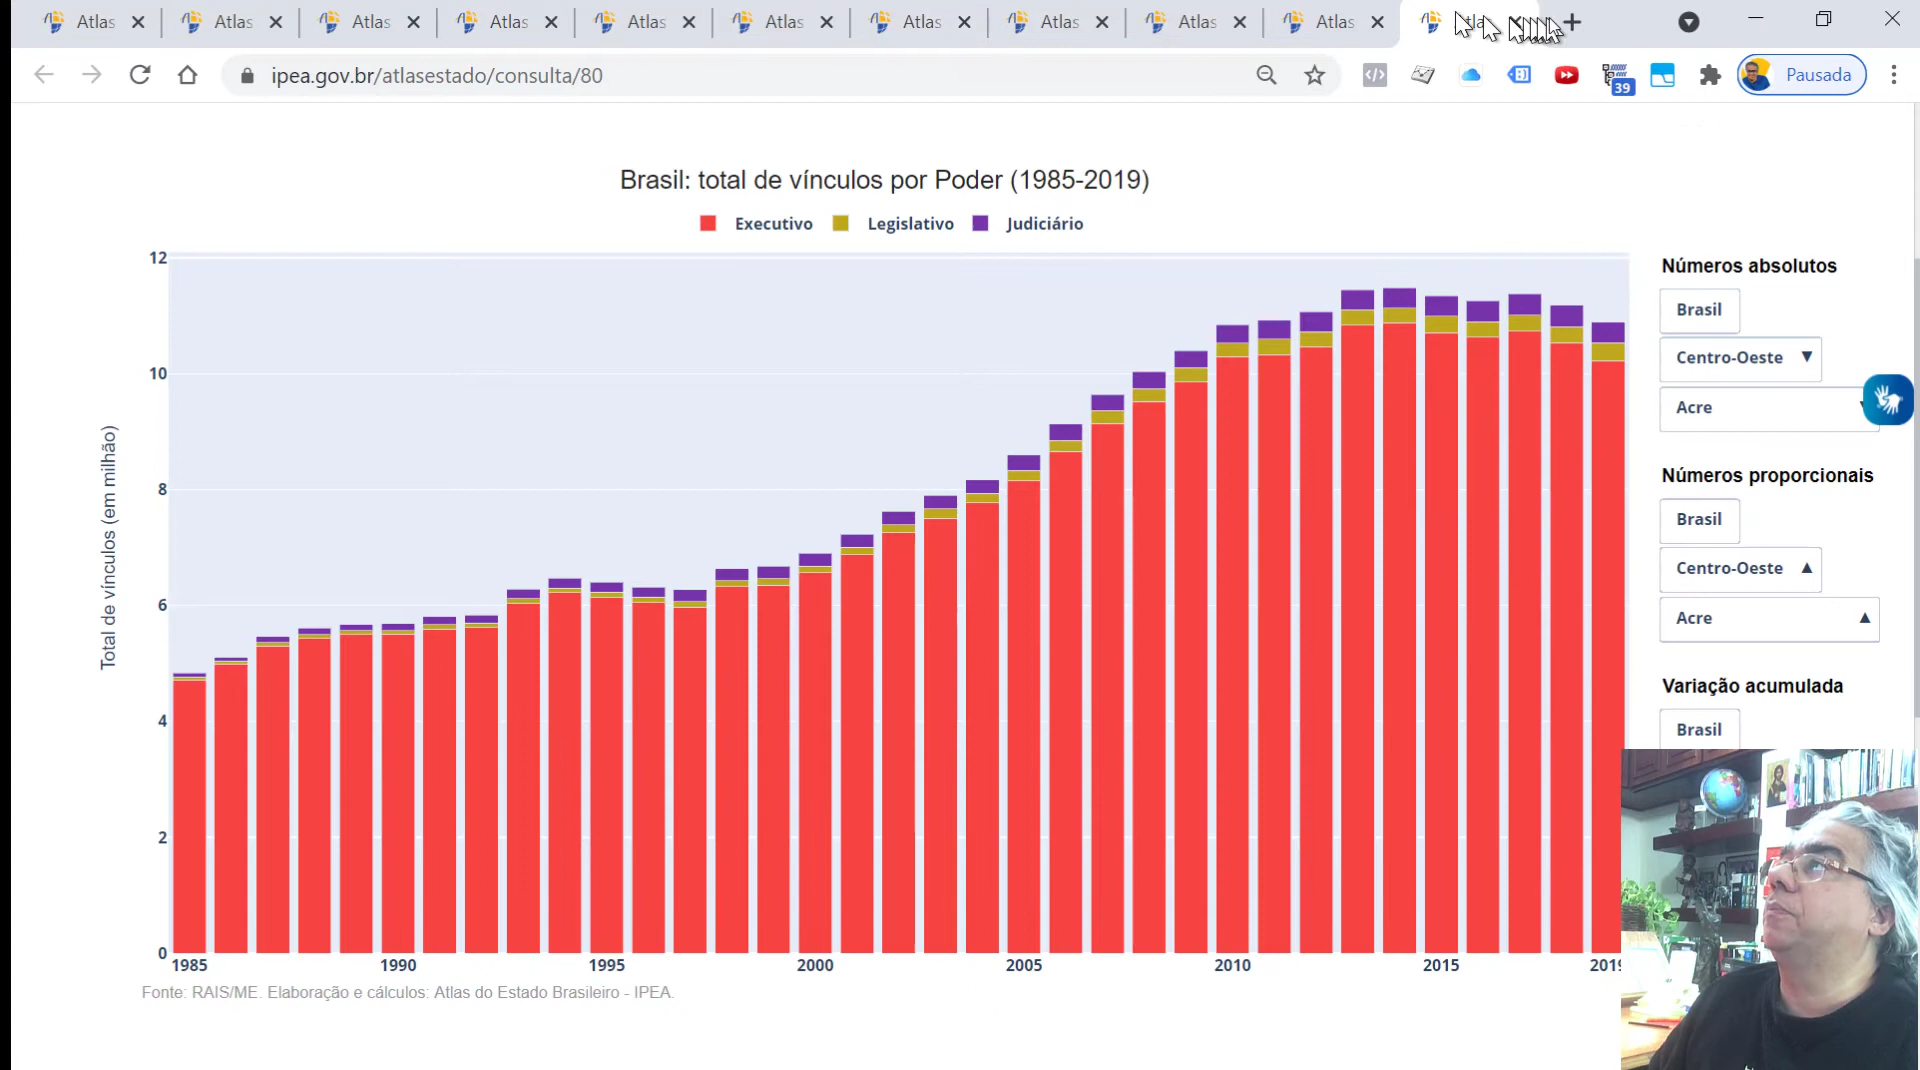 Atlas Atlas Atlas Atlas Atlas Atlas Atlas Atlas Atlas Atlas
ipea.gov.br/atlasestado/consulta/80
39
Pausada
Brasil: total de vínculos por Poder (1985-2019)
Executivo Legislativo Judiciário
Total de vínculos (em milhão)
12
10
8
6
4
2
0
1985 1990 1995 2000 2005 2010 2015 2019
Fonte: RAIS/ME. Elaboração e cálculos: Atlas do Estado Brasileiro - IPEA.
Números absolutos
Brasil
Centro-Oeste
Acre
Números proporcionais
Brasil
Centro-Oeste
Acre
Variação acumulada
Brasil